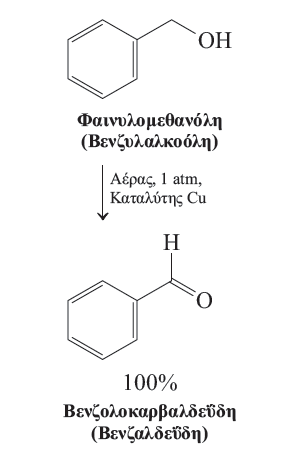 OH
Φαινυλομεθανόλη
(Βενζυλαλκοόλη)
Αέρας, 1 atm,
Καταλύτης Cu
H
O
100%
Βενζολοκαρβαλδεΰδη
(Βενζαλδεΰδη)